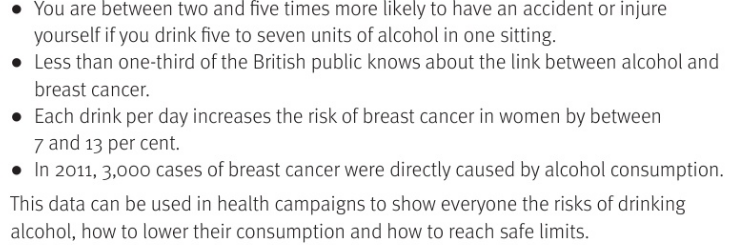 ● You are between two and five times more likely to have an accident or injure
yourself if you drink five to seven units of alcohol in one sitting.
● Less than one-third of the British public knows about the link between alcohol and
breast cancer.
● Each drink per day increases the risk of breast cancer in women by between
7 and 13 per cent.
● In 2011, 3,000 cases of breast cancer were directly caused by alcohol consumption.
This data can be used in health campaigns to show everyone the risks of drinking
alcohol, how to lower their consumption and how to reach safe limits.